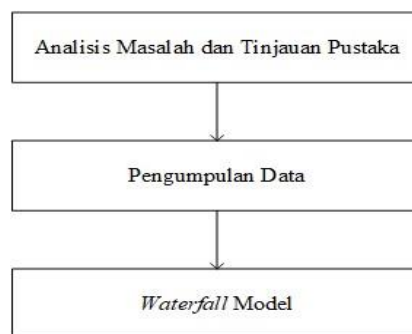 Analisis Masalah dan Tinjauan Pustaka
Pengumpulan Data
Waterfall Model